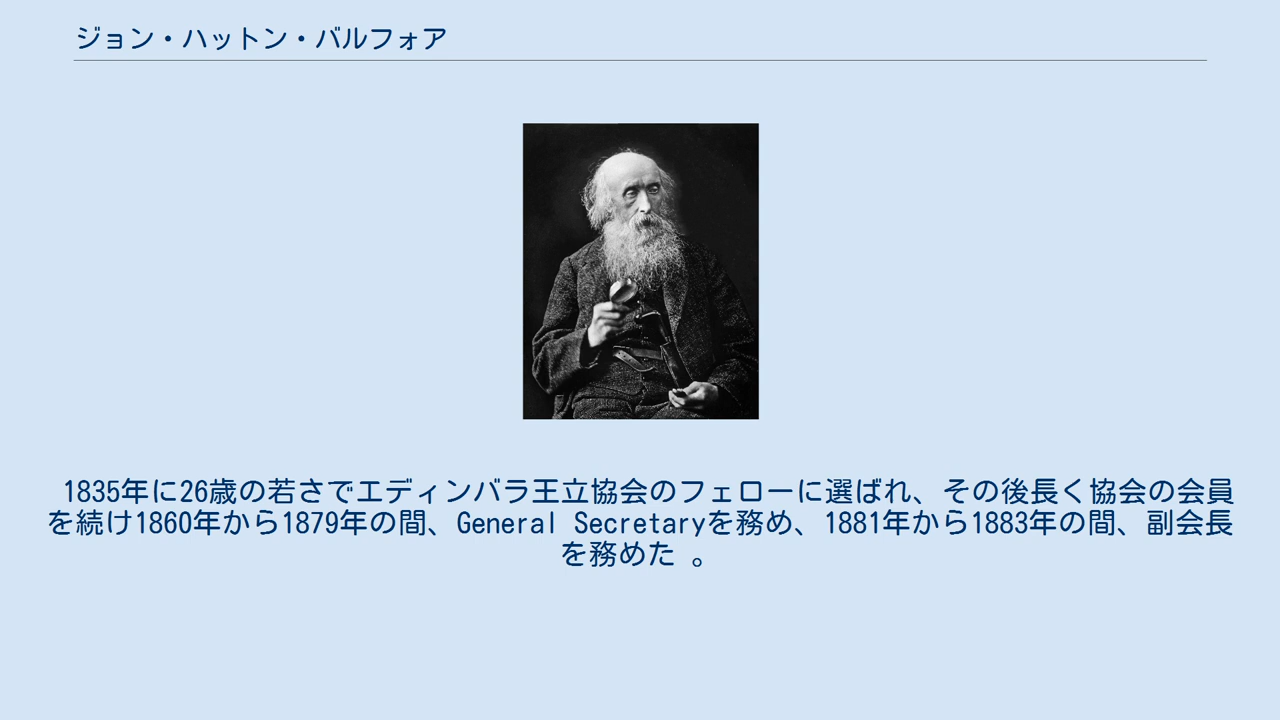 ジョン・ハットン・バルフォア
1835年に26歳の若さでエディンバラ王立協会のフェローに選ばれ、その後長く協会の会員
を続け1860年から1879年の間、General Secretaryを務め、1881年から1883年の間、副会長
を務めた 。